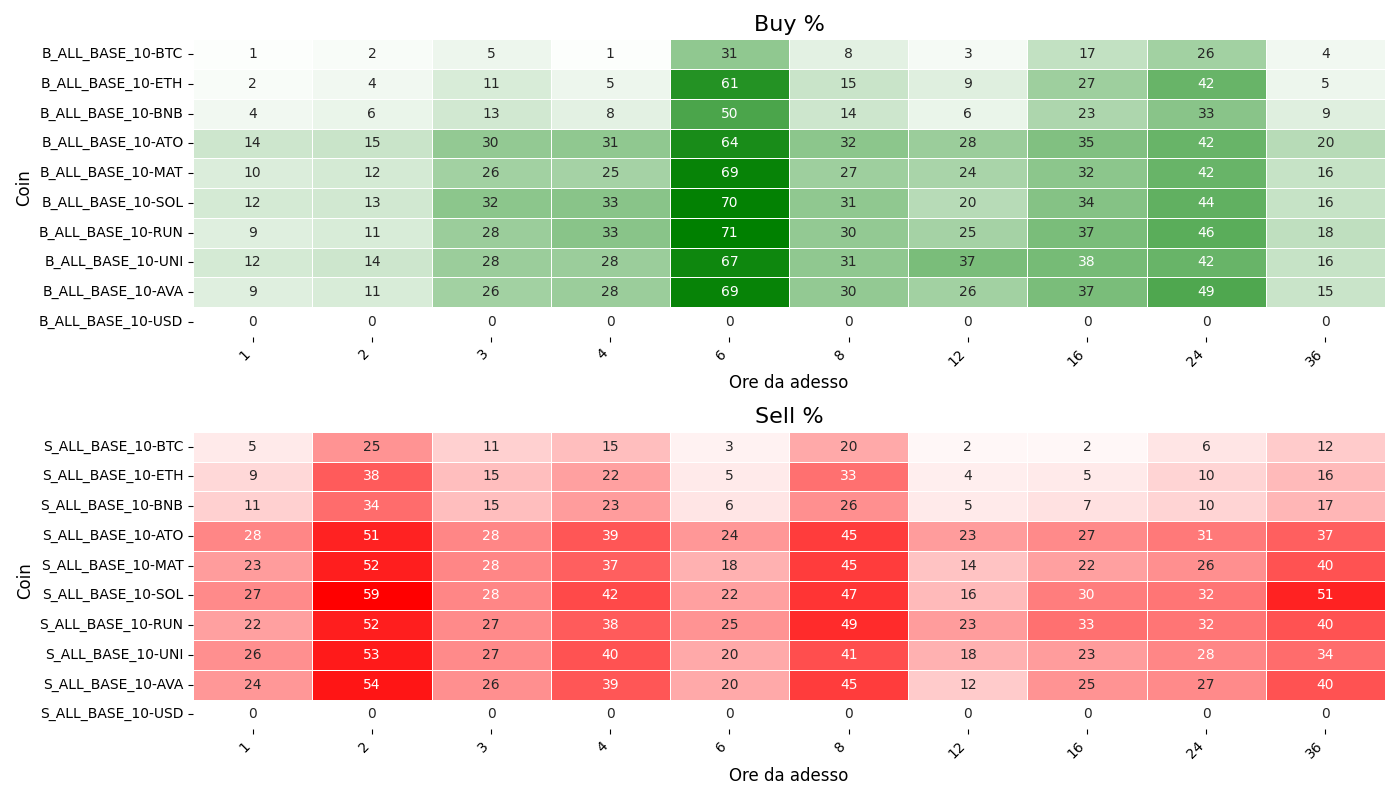 Buy %
Coin
B_ALL_BASE_10-BTC 1 2 5 1 31 8 3 17 26 4
B_ALL_BASE_10-ETH 2 4 11 5 61 15 9 27 42 5
B_ALL_BASE_10-BNB 4 6 13 8 50 14 6 23 33 9
B_ALL_BASE_10-ATO 14 15 30 31 64 32 28 35 42 20
B_ALL_BASE_10-MAT 10 12 26 25 69 27 24 32 42 16
B_ALL_BASE_10-SOL 12 13 32 33 70 31 20 34 44 16
B_ALL_BASE_10-RUN 9 11 28 33 71 30 25 37 46 18
B_ALL_BASE_10-UNI 12 14 28 28 67 31 37 38 42 16
B_ALL_BASE_10-AVA 9 11 26 28 69 30 26 37 49 15
B_ALL_BASE_10-USD 0 0 0 0 0 0 0 0 0 0
1 2 3 4 6 8 12 16 24 36
Ore da adesso
Sell %
Coin
S_ALL_BASE_10-BTC 5 25 11 15 3 20 2 2 6 12
S_ALL_BASE_10-ETH 9 38 15 22 5 33 4 5 10 16
S_ALL_BASE_10-BNB 11 34 15 23 6 26 5 7 10 17
S_ALL_BASE_10-ATO 28 51 28 39 24 45 23 27 31 37
S_ALL_BASE_10-MAT 23 52 28 37 18 45 14 22 26 40
S_ALL_BASE_10-SOL 27 59 28 42 22 47 16 30 32 51
S_ALL_BASE_10-RUN 22 52 27 38 25 49 23 33 32 40
S_ALL_BASE_10-UNI 26 53 27 40 20 41 18 23 28 34
S_ALL_BASE_10-AVA 24 54 26 39 20 45 12 25 27 40
S_ALL_BASE_10-USD 0 0 0 0 0 0 0 0 0 0
1 2 3 4 6 8 12 16 24 36
Ore da adesso